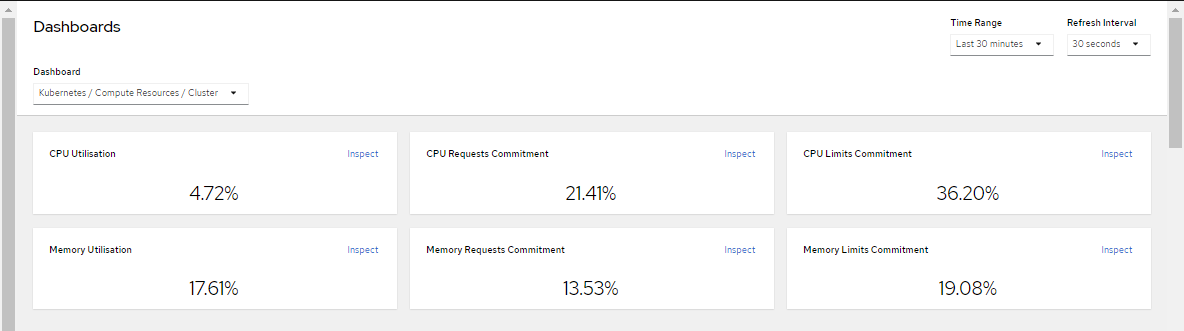 Dashboards
Time Range
Refresh Interval
Last 30 minutes
30 seconds
Dashboard
Kubernetes / Compute Resources / Cluster
CPU Utilisation Inspect
4.72%
CPU Requests Commitment Inspect
21.41%
CPU Limits Commitment Inspect
36.20%
Memory Utilisation Inspect
17.61%
Memory Requests Commitment Inspect
13.53%
Memory Limits Commitment Inspect
19.08%